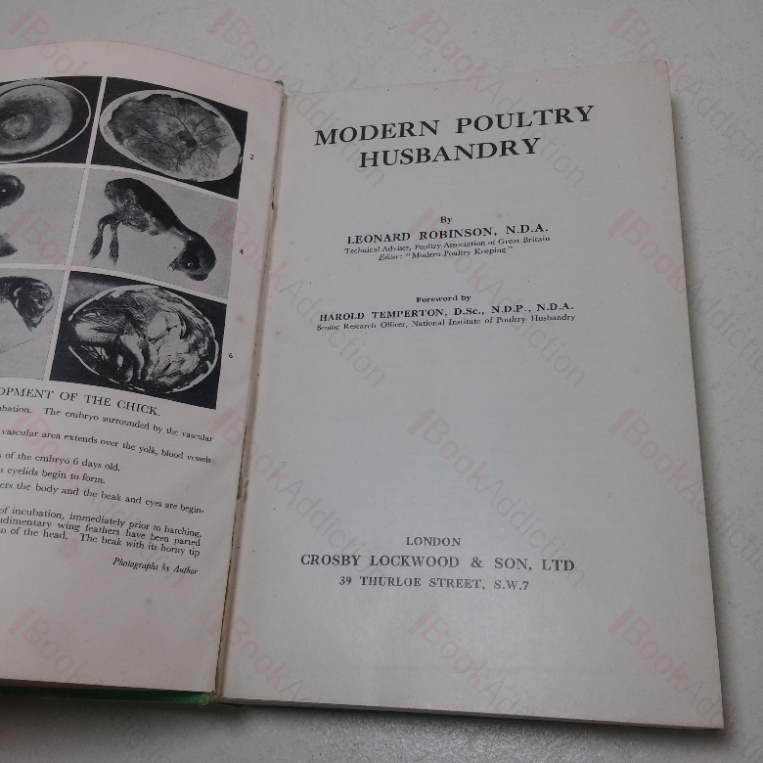 2
4
6
OPMENT OF THE CHICK.
bation. The embryo surrounded by the vascular
vascular area extends over the yolk, blood vessels
s of the embryo 6 days old.
n eyelids begin to form.
ers the body and the beak and eyes are begin-
of incubation, immediately prior to hatching.
udimentary wing feathers have been parted
n of the head. The beak with its horny tip
Photographs by Author
MODERN POULTRY
HUSBANDRY
By
LEONARD ROBINSON, N.D.A.
Technical Adviser, Poultry Association of Great Britain
Editor: "Modern Poultry Keeping"
Foreword by
HAROLD TEMPERTON, D.Sc., N.D.P., N.D.A.
Senior Research Officer, National Institute of Poultry Husbandry
LONDON
CROSBY LOCKWOOD & SON, LTD
39 THURLOE STREET, S.W.7
BookAddiction